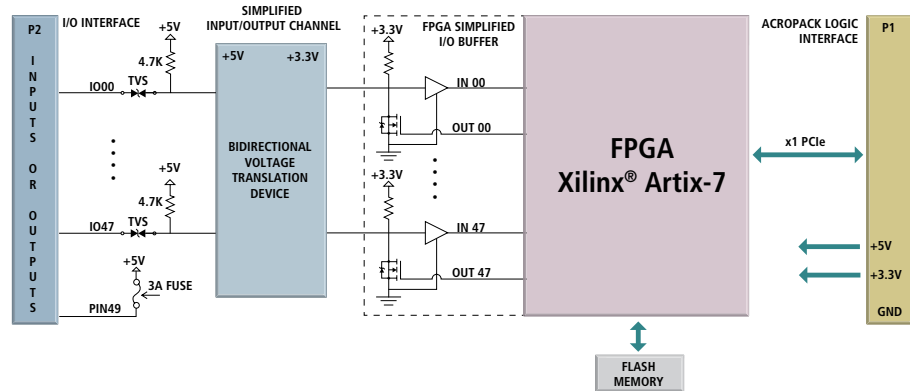 P2
INPUTS OR OUTPUTS
I/O INTERFACE
+5V
4.7K
IO00
TVS
+5V
4.7K
IO47
TVS
+5V
3A FUSE
PIN49
SIMPLIFIED
INPUT/OUTPUT CHANNEL
+5V +3.3V
BIDIRECTIONAL
VOLTAGE
TRANSLATION
DEVICE
FPGA SIMPLIFIED
I/O BUFFER
+3.3V
IN 00
OUT 00
+3.3V
IN 47
OUT 47
FPGA
Xilinx® Artix-7
FLASH
MEMORY
ACROPACK LOGIC
INTERFACE
x1 PCIe
P1
+5V
+3.3V
GND